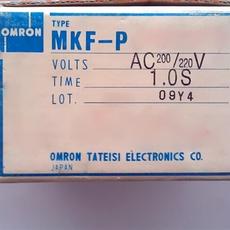 TYPE
OMRON MKF-P
VOLTS AC200/220V
TIME 1.0S
LOT. 09Y4
OMRON TATEISI ELECTRONICS CO.
JAPAN